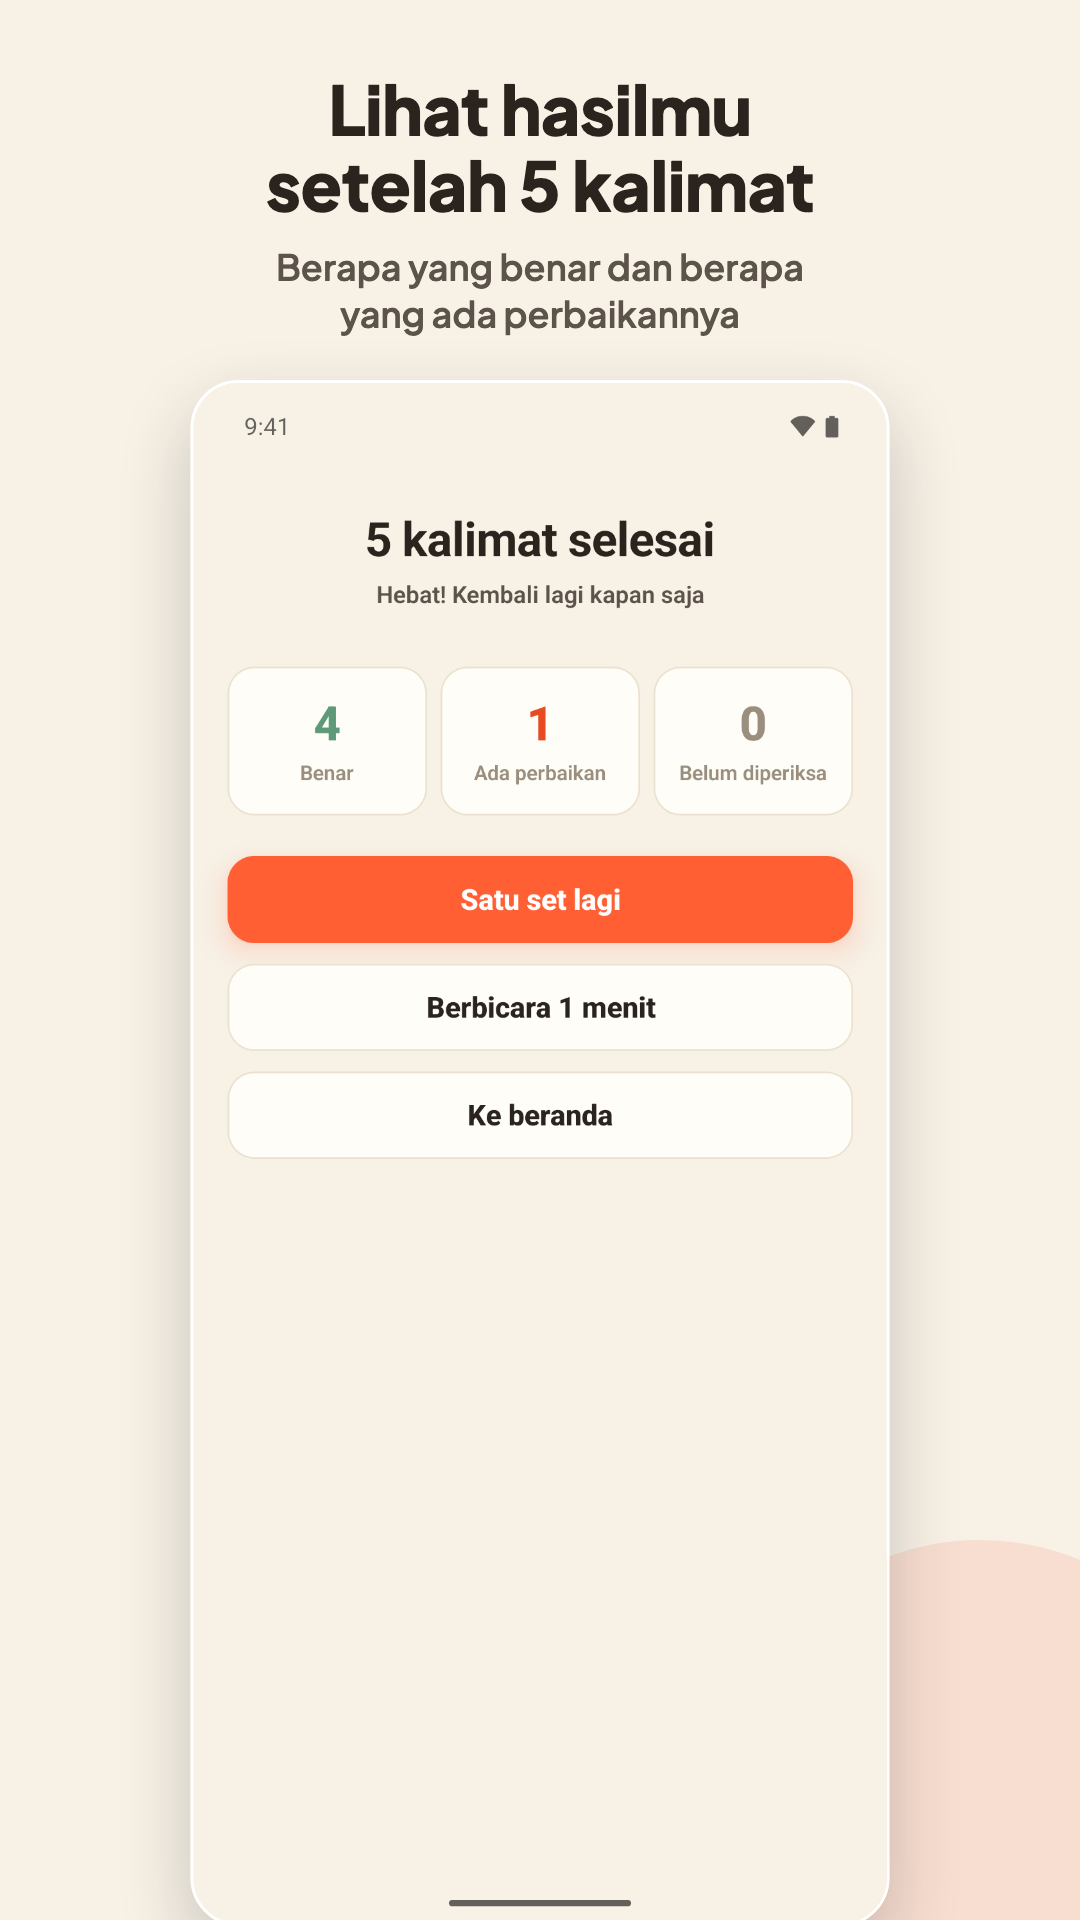 Lihat hasilmu
setelah 5 kalimat
Berapa yang benar dan berapa
yang ada perbaikannya
9:41
5 kalimat selesai
Hebat! Kembali lagi kapan saja
4
Benar
1
Ada perbaikan
0
Belum diperiksa
Satu set lagi
Berbicara 1 menit
Ke beranda